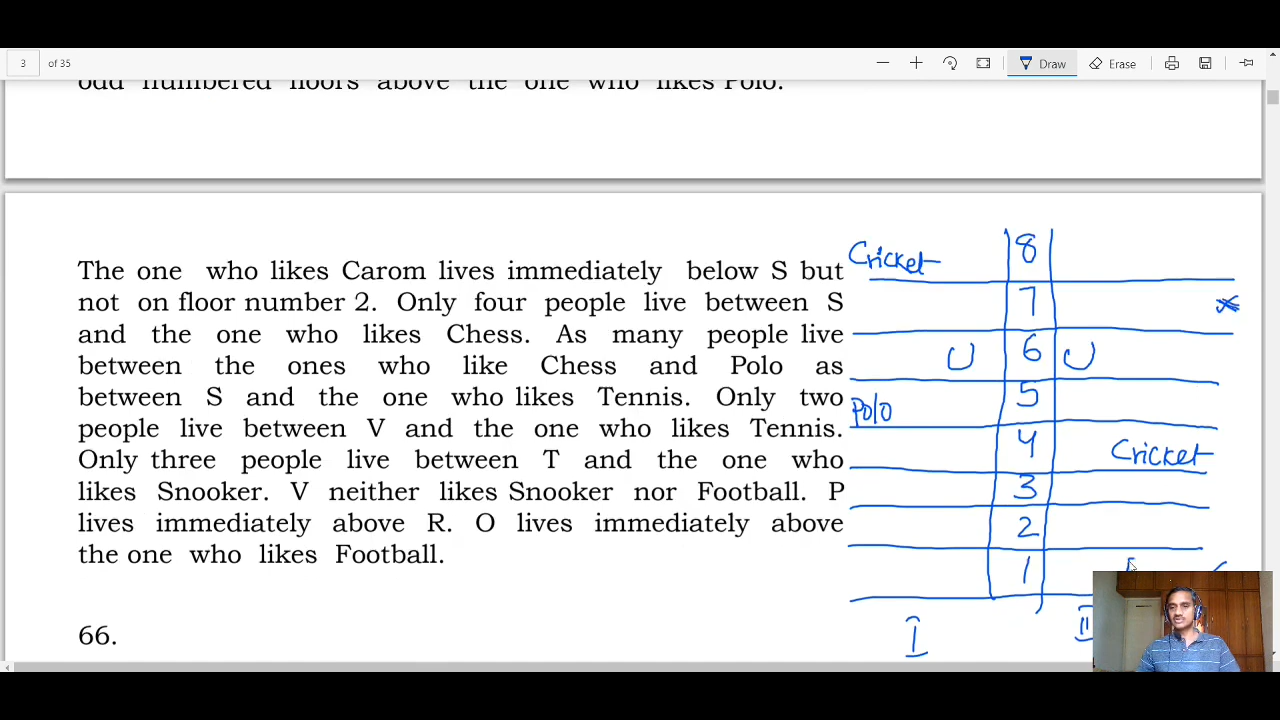 3 of 35 Draw Erase
odd numbered floors above the one who likes Polo.
The one who likes Carom lives immediately below S but
not on floor number 2. Only four people live between S
and the one who likes Chess. As many people live
between the ones who like Chess and Polo as
between S and the one who likes Tennis. Only two
people live between V and the one who likes Tennis.
Only three people live between T and the one who
likes Snooker. V neither likes Snooker nor Football. P
lives immediately above R. O lives immediately above
the one who likes Football.
66.
Cricket 8
7
U 6 U
5
Polo
4 Cricket
3
2
1
I II